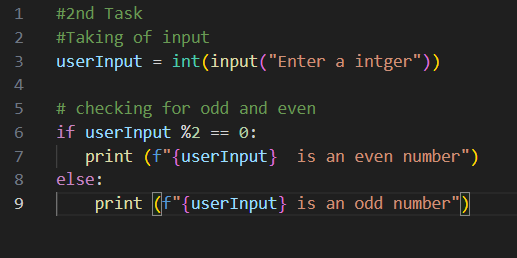 1 #2nd Task
2 #Taking of input
3 userInput = int(input("Enter a intger"))
4
5 # checking for odd and even
6 if userInput %2 == 0:
7    print (f"{userInput}  is an even number")
8 else:
9     print (f"{userInput} is an odd number")